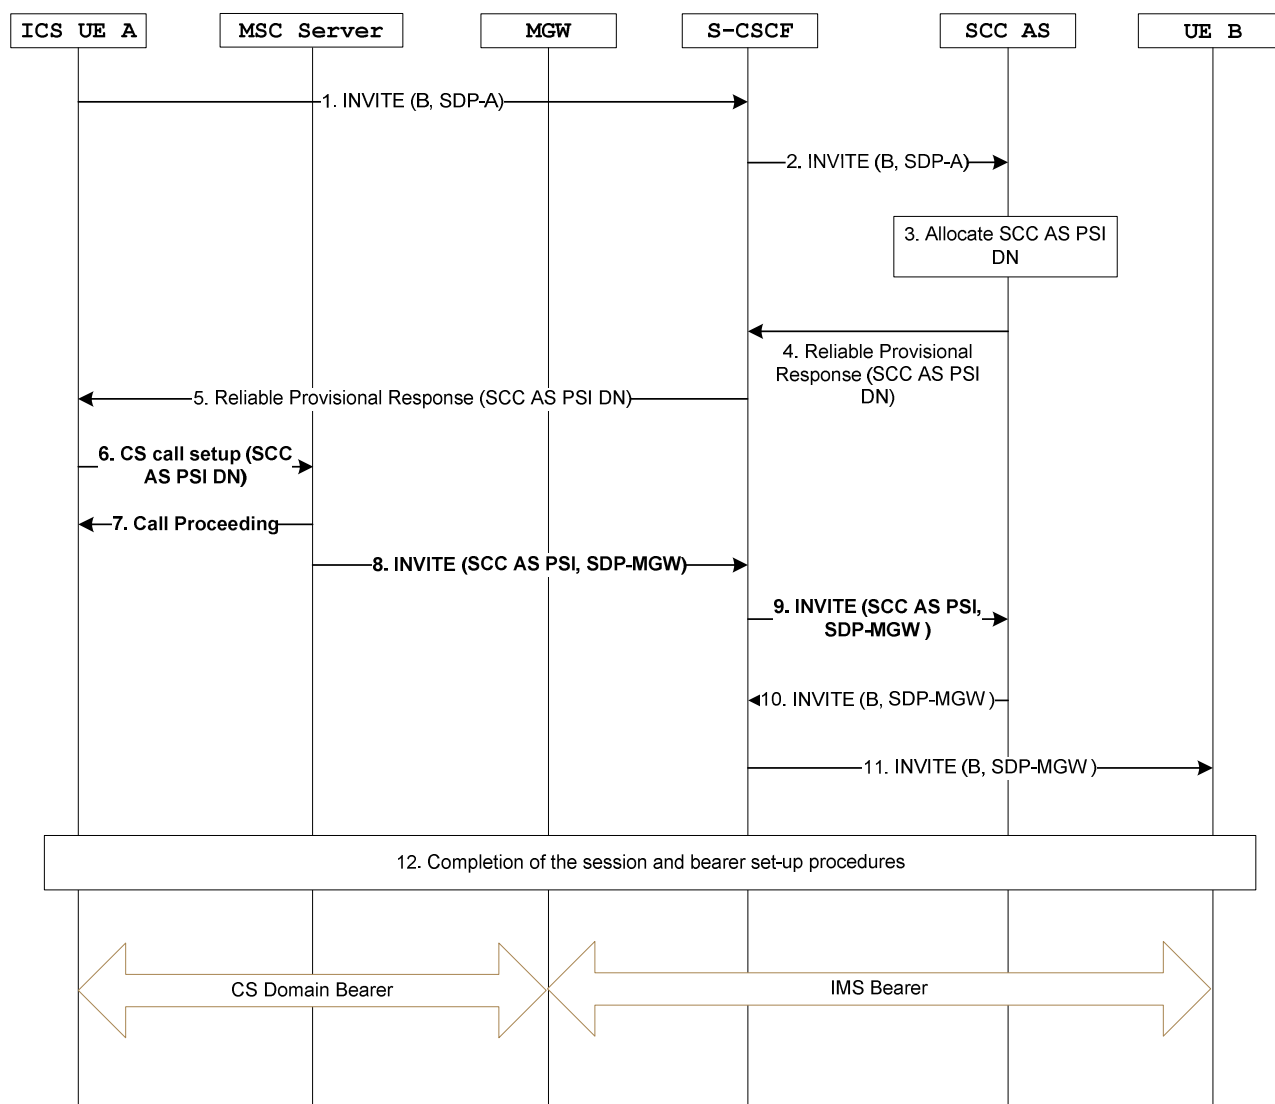 ICS UE A
MSC Server
MGW
S-CSCF
SCC AS
UE B
1. INVITE (B, SDP-A)
2. INVITE (B, SDP-A)
3. Allocate SCC AS PSI
DN
4. Reliable Provisional
Response (SCC AS PSI
DN)
5. Reliable Provisional Response (SCC AS PSI DN)
6. CS call setup (SCC
AS PSI DN)
7. Call Proceeding
8. INVITE (SCC AS PSI, SDP-MGW)
9. INVITE (SCC AS PSI,
SDP-MGW )
10. INVITE (B, SDP-MGW )
11. INVITE (B, SDP-MGW )
12. Completion of the session and bearer set-up procedures
CS Domain Bearer
IMS Bearer